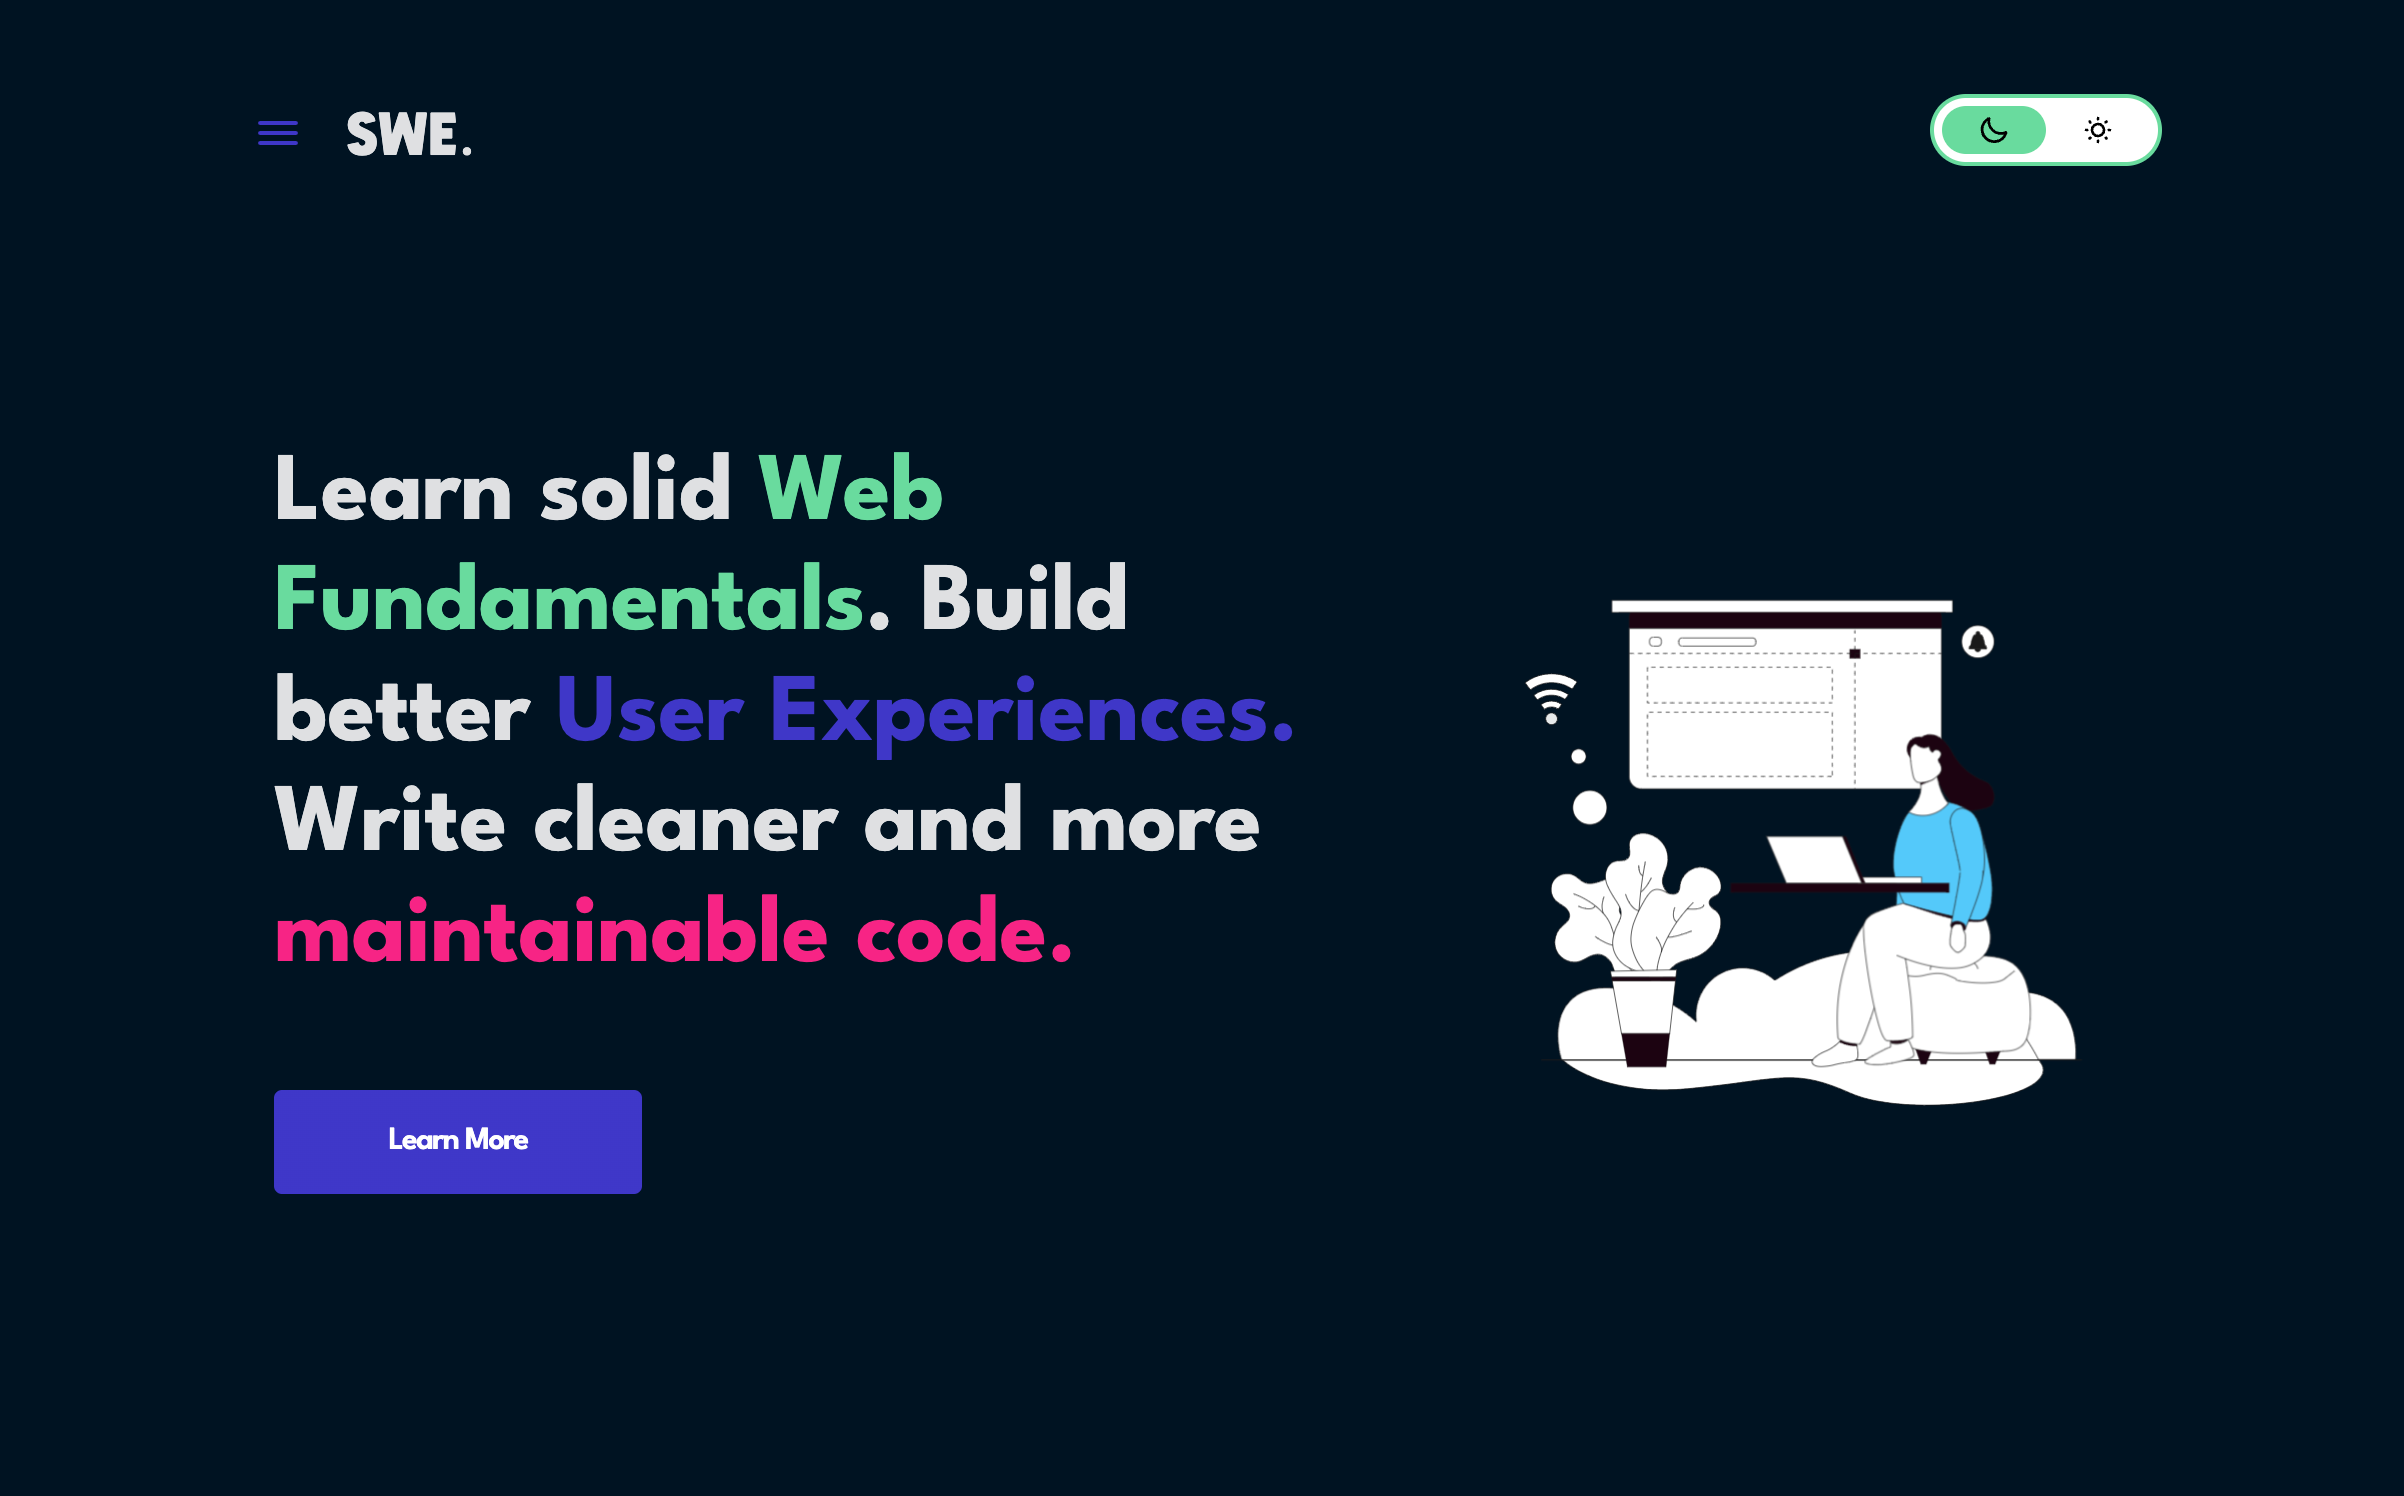 SWE.
Learn solid Web
Fundamentals. Build
better User Experiences.
Write cleaner and more
maintainable code.
Learn More